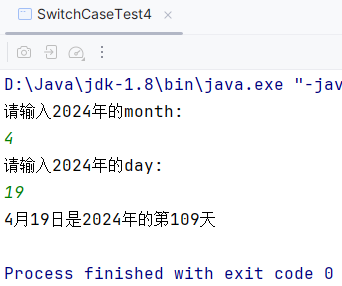 SwitchCaseTest4
D:\Java\jdk-1.8\bin\java.exe "-jav
请输入2024年的month:
4
请输入2024年的day:
19
4月19日是2024年的第109天
Process finished with exit code 0